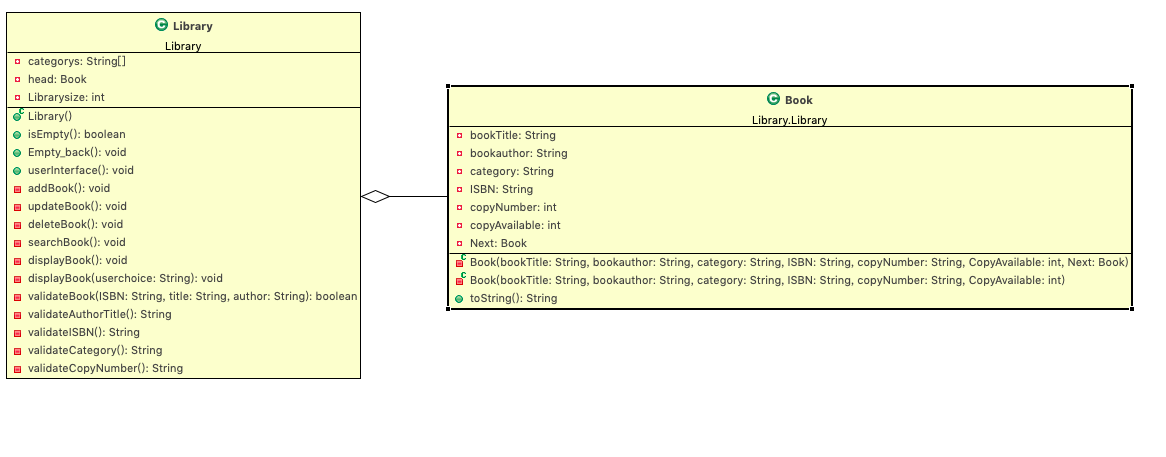 Library
Library
categorys: String[]
head: Book
Librarysize: int
Library()
isEmpty(): boolean
Empty_back(): void
userInterface(): void
addBook(): void
updateBook(): void
deleteBook(): void
searchBook(): void
displayBook(): void
displayBook(userchoice: String): void
validateBook(ISBN: String, title: String, author: String): boolean
validateAuthorTitle(): String
validateISBN(): String
validateCategory(): String
validateCopyNumber(): String
Book
Library.Library
bookTitle: String
bookauthor: String
category: String
ISBN: String
copyNumber: int
copyAvailable: int
Next: Book
Book(bookTitle: String, bookauthor: String, category: String, ISBN: String, copyNumber: String, CopyAvailable: int, Next: Book)
Book(bookTitle: String, bookauthor: String, category: String, ISBN: String, copyNumber: String, CopyAvailable: int)
toString(): String